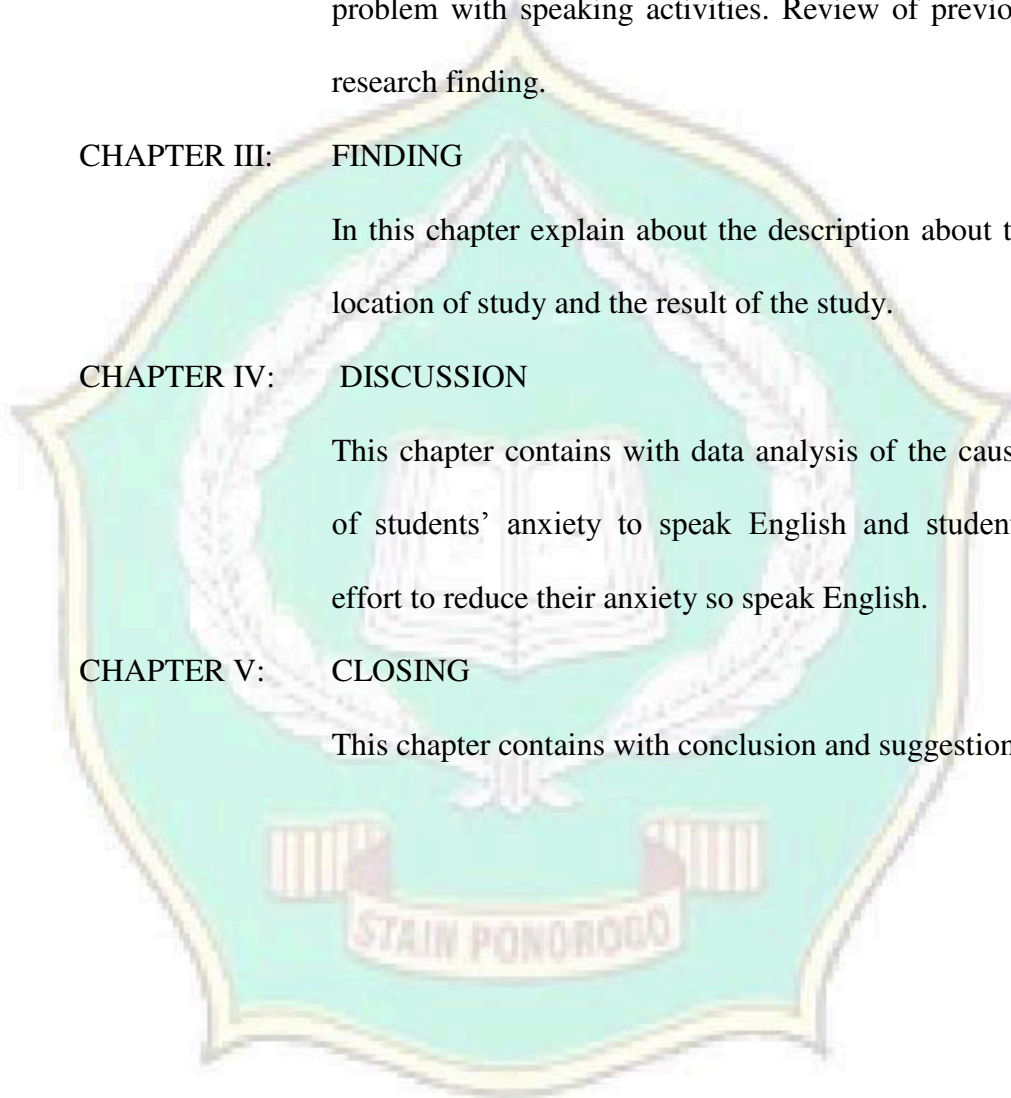 problem with speaking activities. Review of previo
research finding.
CHAPTER III: FINDING
In this chapter explain about the description about t
location of study and the result of the study.
CHAPTER IV: DISCUSSION
This chapter contains with data analysis of the caus
of students’ anxiety to speak English and student
effort to reduce their anxiety so speak English.
CHAPTER V: CLOSING
This chapter contains with conclusion and suggestion
STAIN PONOROGO